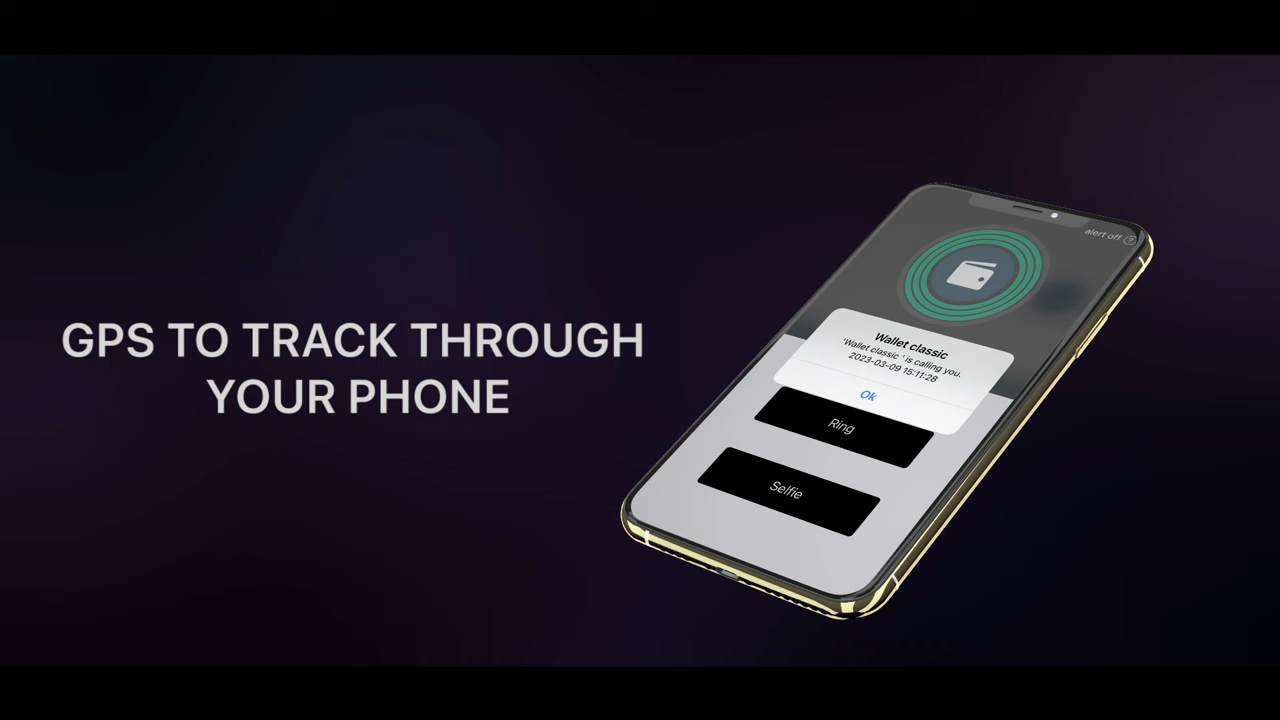 GPS TO TRACK THROUGH
YOUR PHONE
alert off ?
Wallet classic
'Wallet classic ' is calling you.
2023-03-09 15:11:28
Ok
Ring
Selfie